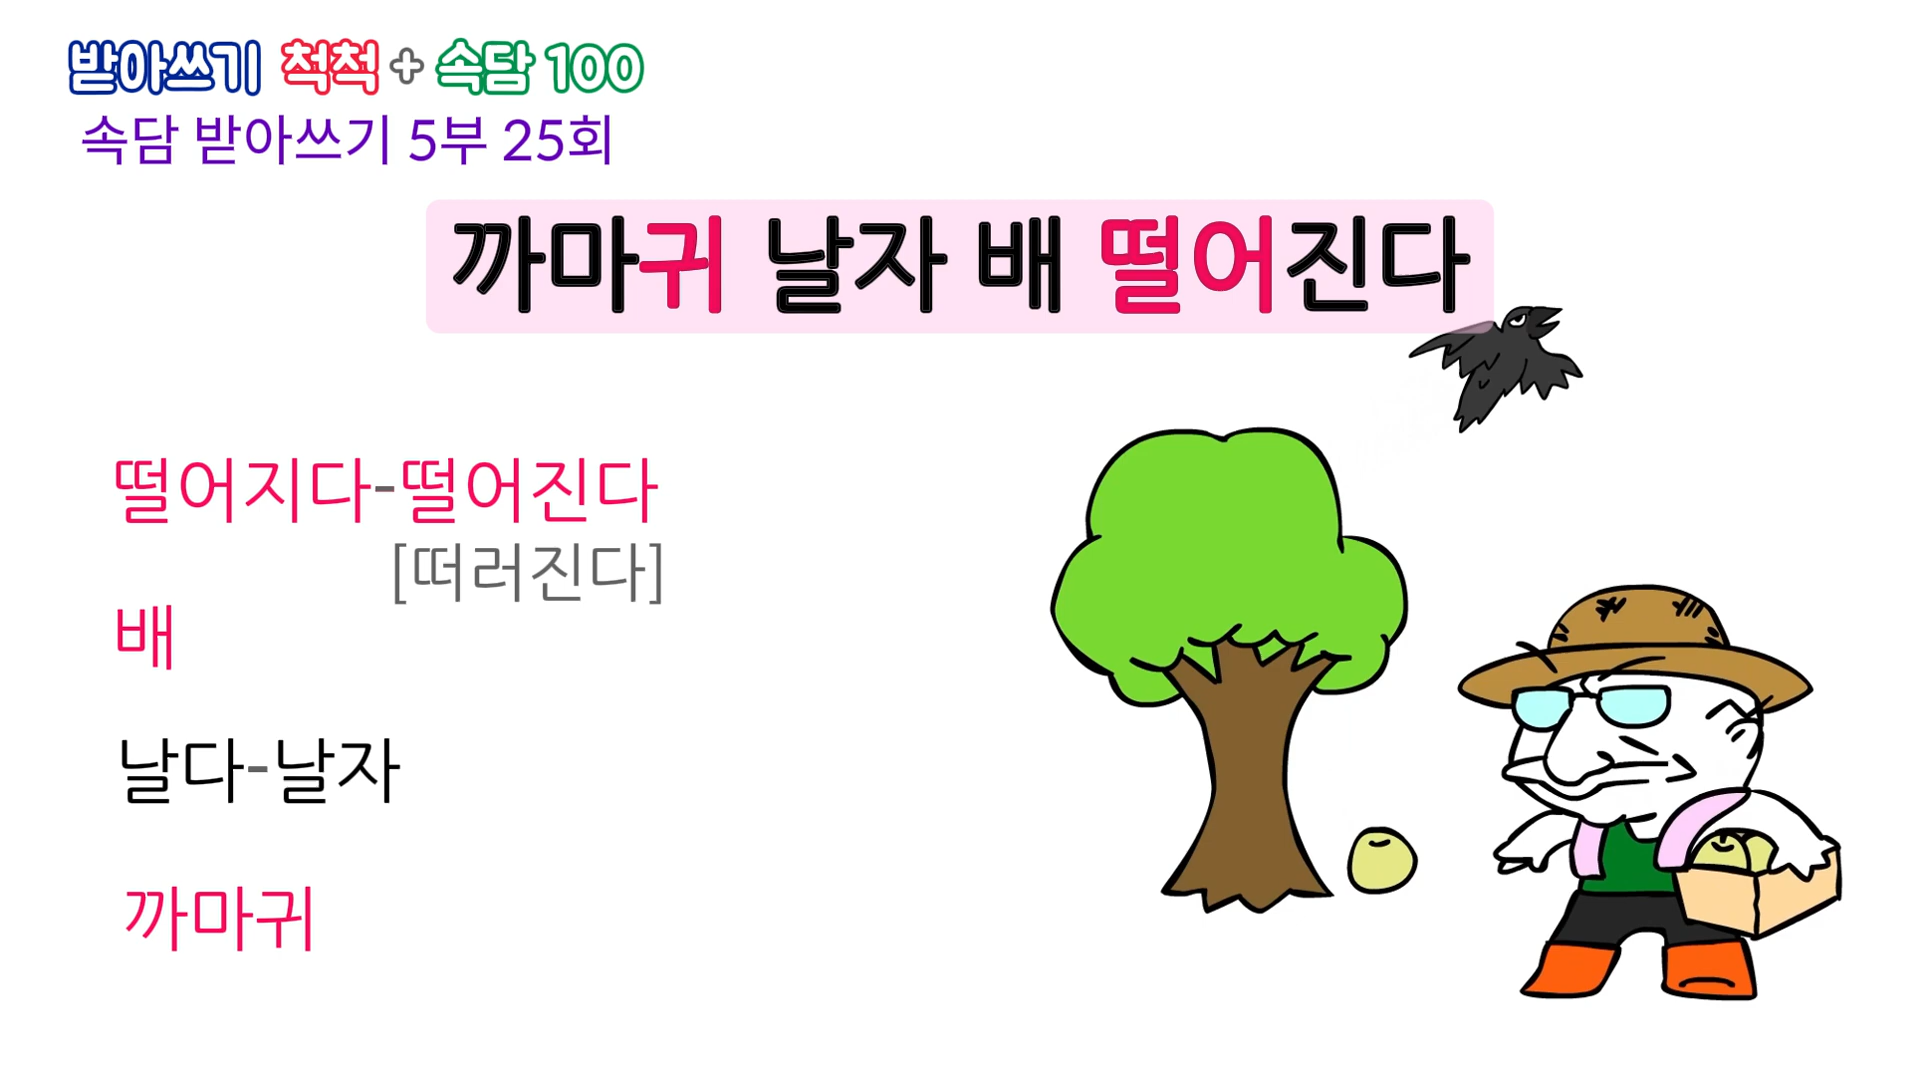 받아쓰기 척척 + 속담 100
속담 받아쓰기 5부 25회
까마귀 날자 배 떨어진다
떨어지다-떨어진다
[떠러진다]
배
날다-날자
까마귀